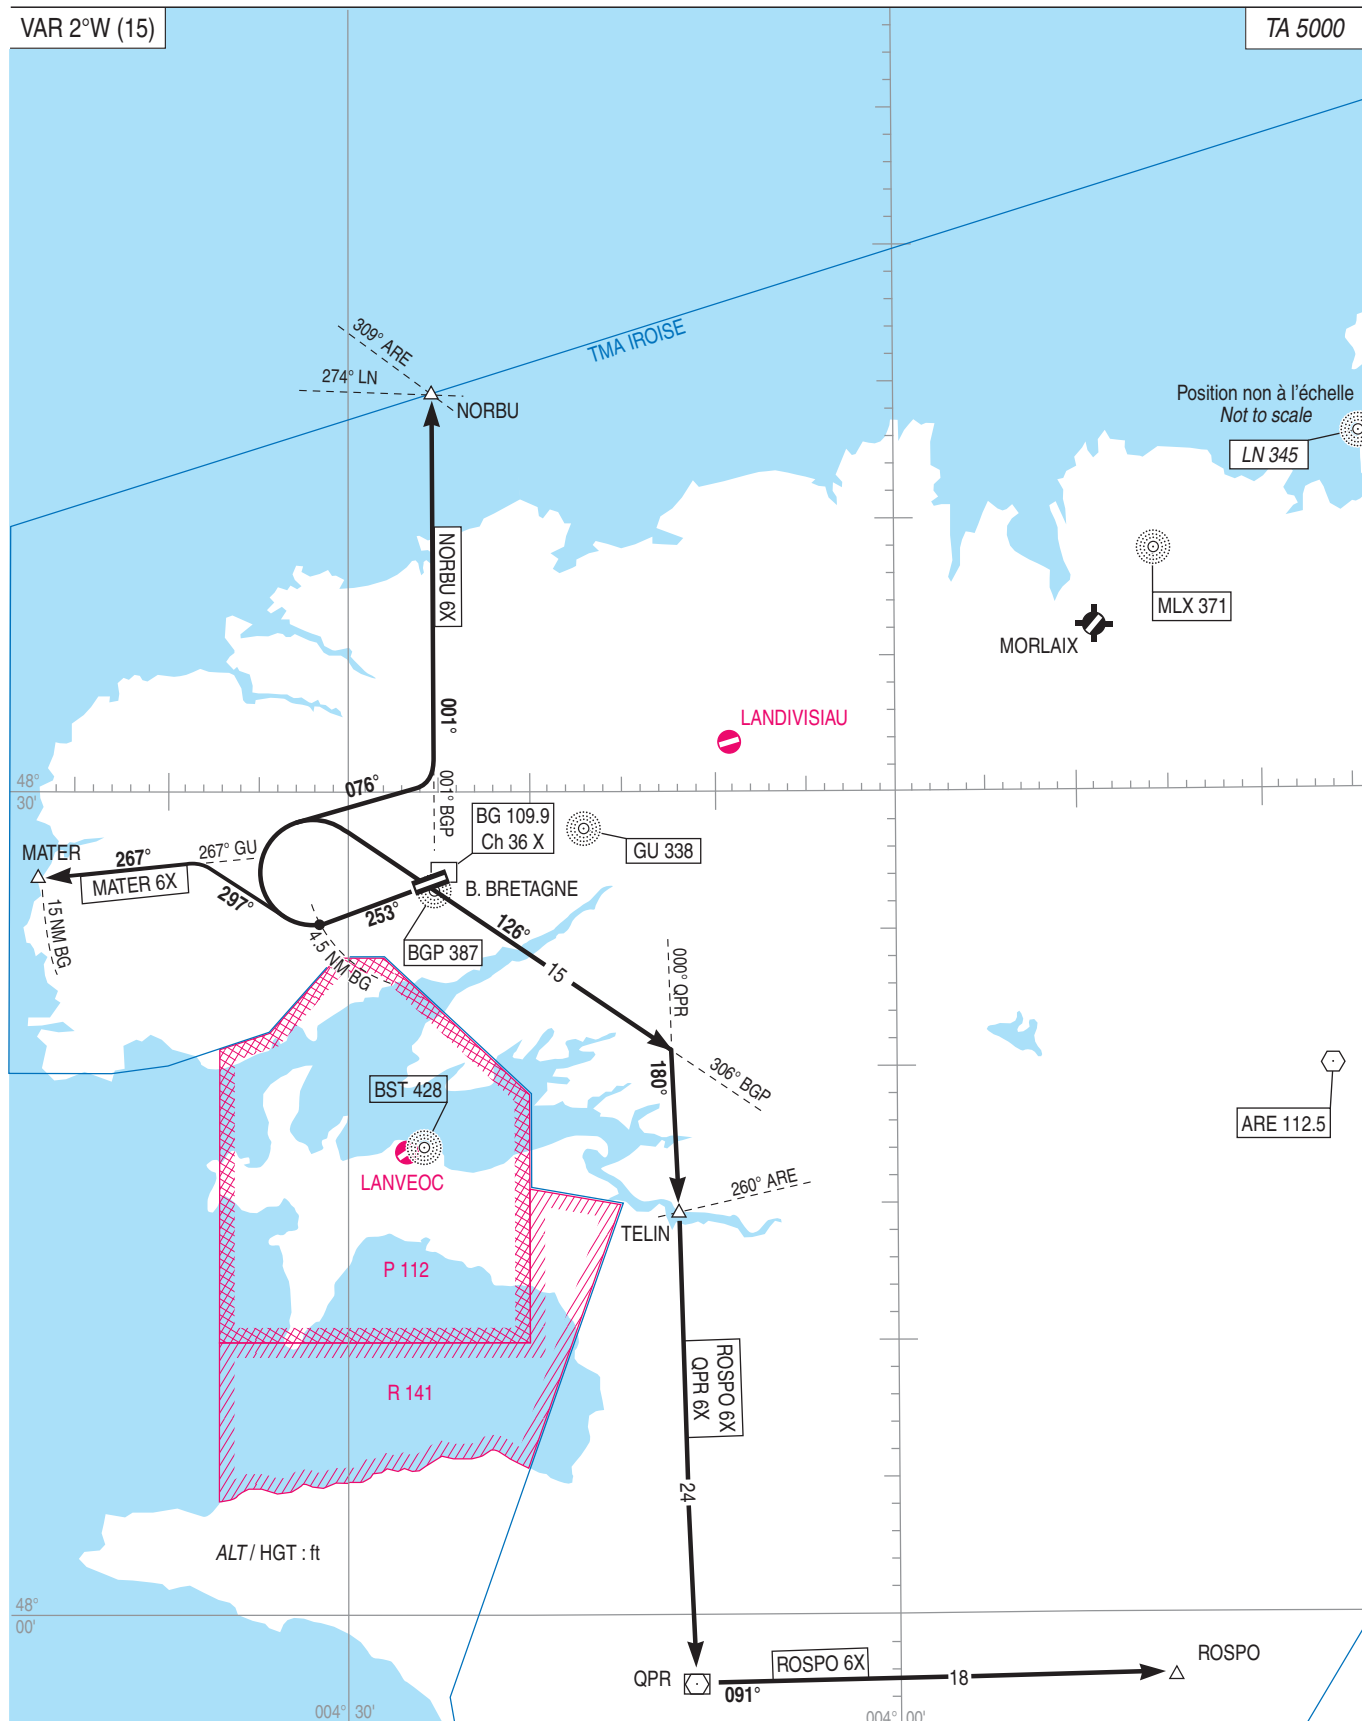 VAR 2°W (15)
TA 5000
309° ARE
274° LN
NORBU
TMA IROISE
Position non à l'échelle
Not to scale
LN 345
NORBU 6X
MLX 371
MORLAIX
001°
LANDIVISIAU
48°
30'
076°
001° BGP
BG 109.9
Ch 36 X
GU 338
MATER
267°
267° GU
MATER 6X
B. BRETAGNE
297°
253°
126°
15 NM BG
4.5 NM BG
BGP 387
15
000° QPR
306° BGP
180°
BST 428
ARE 112.5
LANVEOC
260° ARE
TELIN
P 112
ROSPO 6X
QPR 6X
R 141
24
ALT / HGT : ft
48°
00'
QPR
ROSPO 6X
ROSPO
091°
18
004° 30'
004° 00'